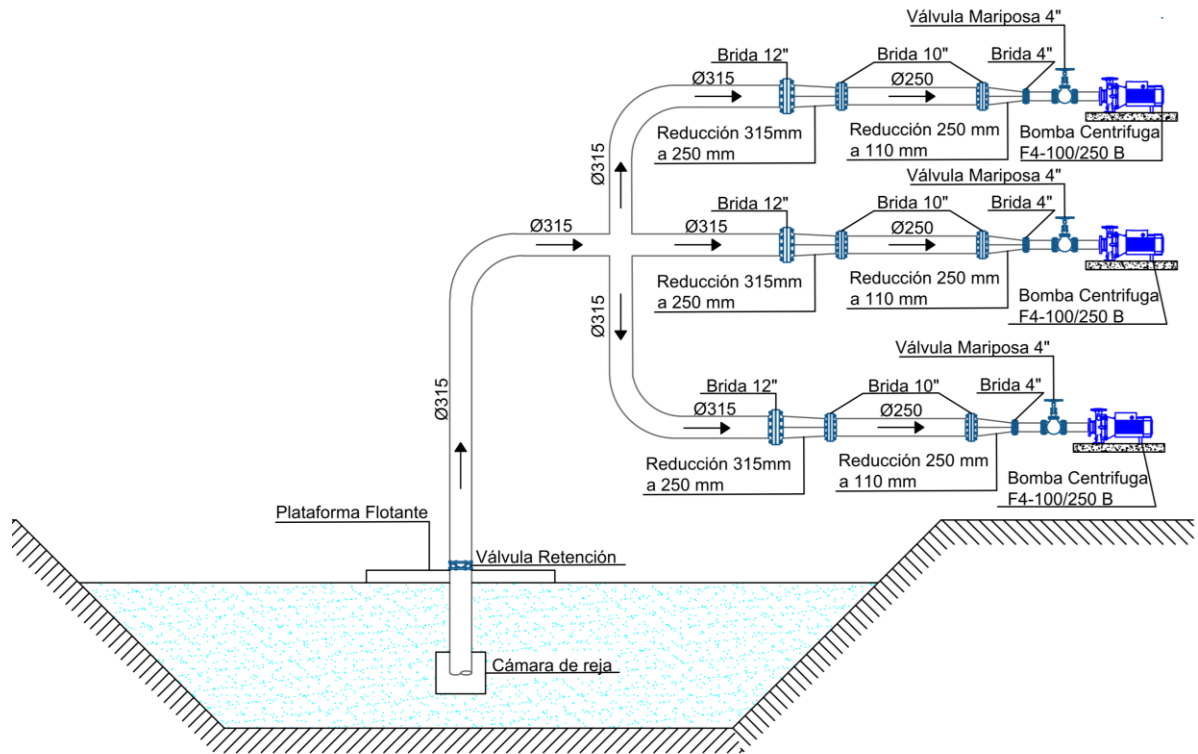 Válvula Mariposa 4"
Brida 12"
Brida 10"
Brida 4"
Ø315
Ø250
Reducción 315mm
a 250 mm
Reducción 250 mm
a 110 mm
Bomba Centrifuga
F4-100/250 B
Ø315
Válvula Mariposa 4"
Brida 12"
Brida 10"
Brida 4"
Ø315
Ø315
Ø250
Reducción 315mm
a 250 mm
Reducción 250 mm
a 110 mm
Bomba Centrifuga
F4-100/250 B
Ø315
Válvula Mariposa 4"
Brida 12"
Brida 10"
Brida 4"
Ø315
Ø315
Ø250
Reducción 315mm
a 250 mm
Reducción 250 mm
a 110 mm
Bomba Centrifuga
F4-100/250 B
Plataforma Flotante
Válvula Retención
Cámara de reja